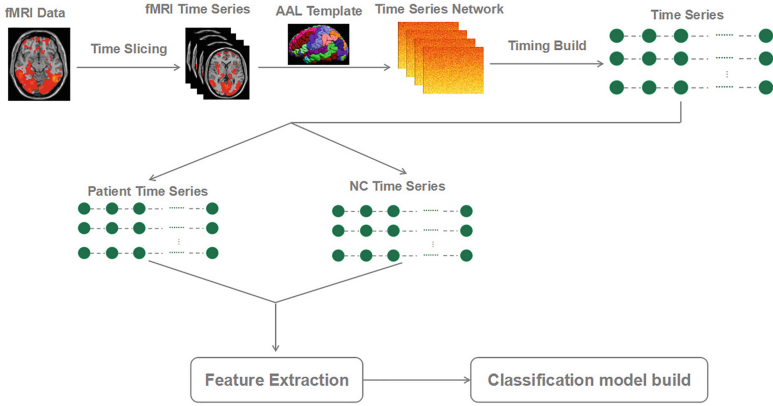 fMRI Data
fMRI Time Series
AAL Template
Time Series Network
Time Series
Time Slicing
Timing Build
Patient Time Series
NC Time Series
Feature Extraction
Classification model build